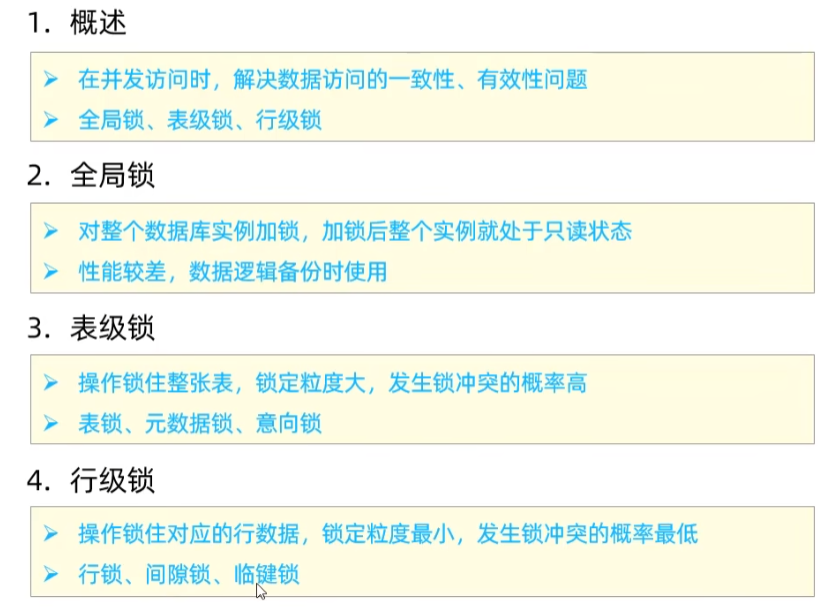 1. 概述
➢ 在并发访问时，解决数据访问的一致性、有效性问题
➢ 全局锁、表级锁、行级锁
2. 全局锁
➢ 对整个数据库实例加锁，加锁后整个实例就处于只读状态
➢ 性能较差，数据逻辑备份时使用
3. 表级锁
➢ 操作锁住整张表，锁定粒度大，发生锁冲突的概率高
➢ 表锁、元数据锁、意向锁
4. 行级锁
➢ 操作锁住对应的行数据，锁定粒度最小，发生锁冲突的概率最低
➢ 行锁、间隙锁、临键锁